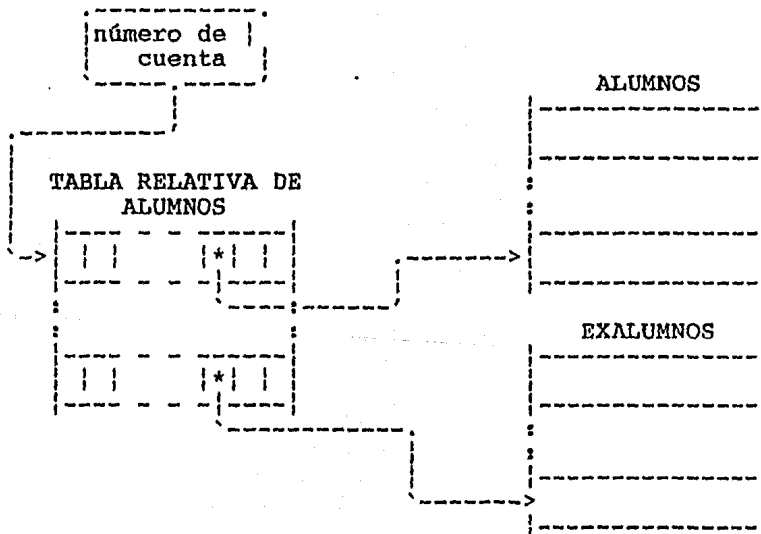 número de
cuenta
ALUMNOS
TABLA RELATIVA DE
ALUMNOS
*
EXALUMNOS
*